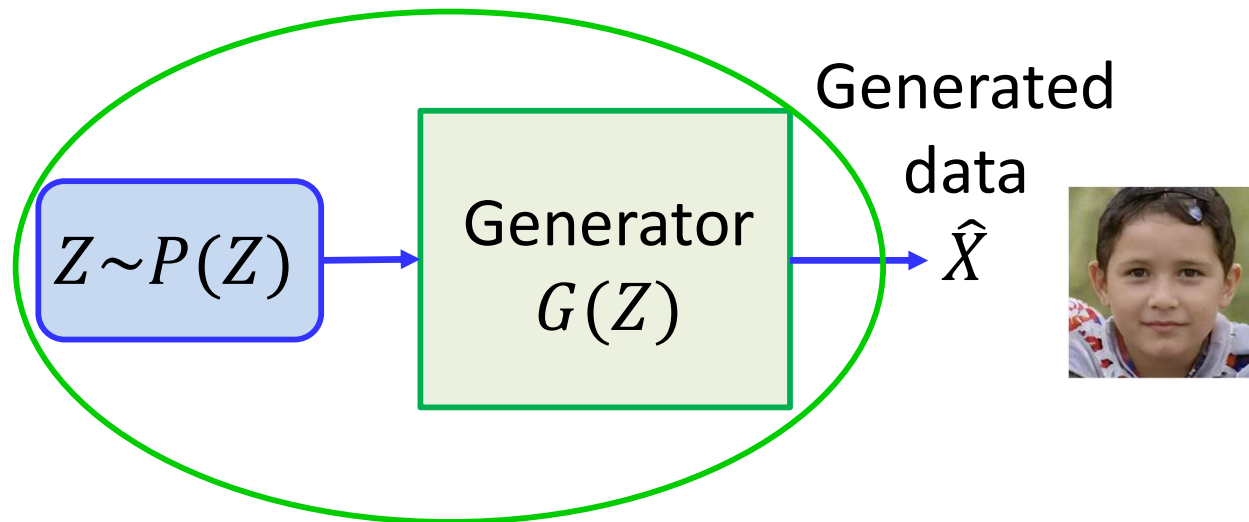 Z~P(Z)
Generator
G(Z)
Generated
data
X̂